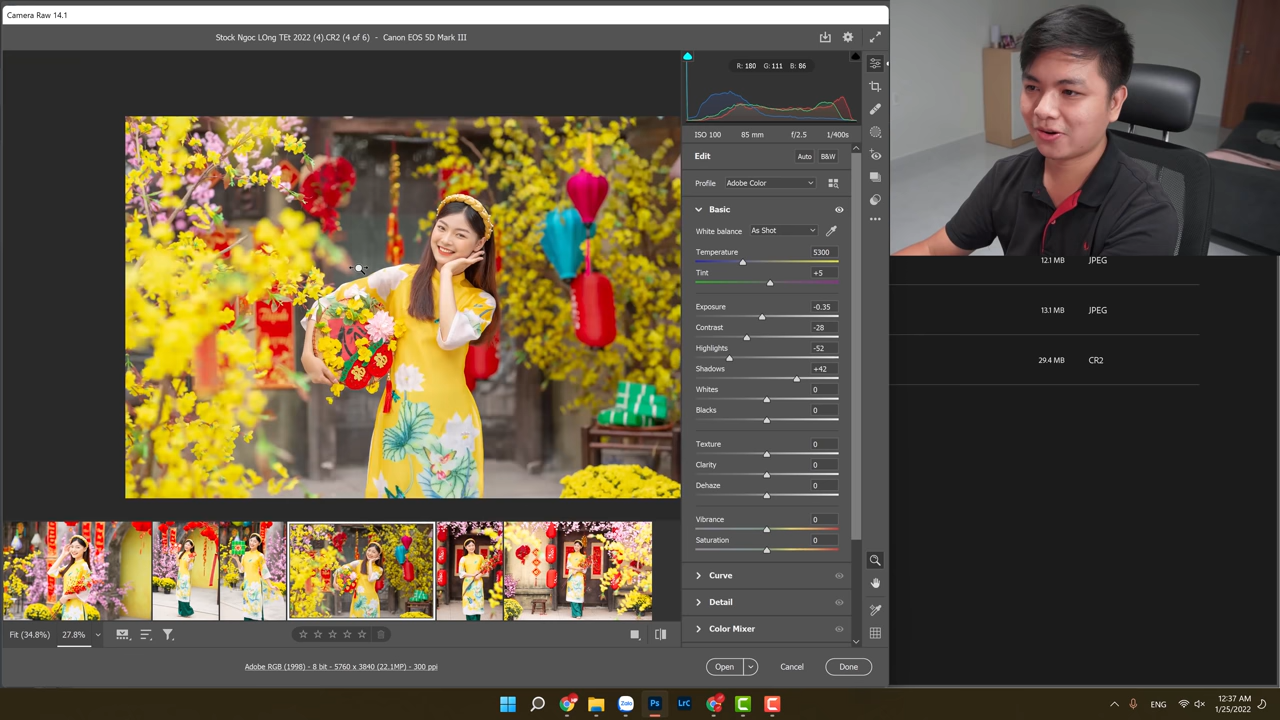 Camera Raw 14.1
Stock Ngoc LOng TEt 2022 (4).CR2 (4 of 6) - Canon EOS 5D Mark III
R: 180 G: 111 B: 86
ISO 100 85 mm f/2.5 1/400s
Edit Auto B&W
Profile Adobe Color
Basic
White balance As Shot
Temperature 5300
Tint +5
Exposure -0.35
Contrast -28
Highlights -52
Shadows +42
Whites 0
Blacks 0
Texture 0
Clarity 0
Dehaze 0
Vibrance 0
Saturation 0
Curve
Detail
Color Mixer
12.1 MB JPEG
13.1 MB JPEG
29.4 MB CR2
Fit (34.8%) 27.8%
Adobe RGB (1998) - 8 bit - 5760 x 3840 (22.1MP) - 300 ppi
Open Cancel Done
Zalo Ps LrC
ENG
12:37 AM
1/25/2022